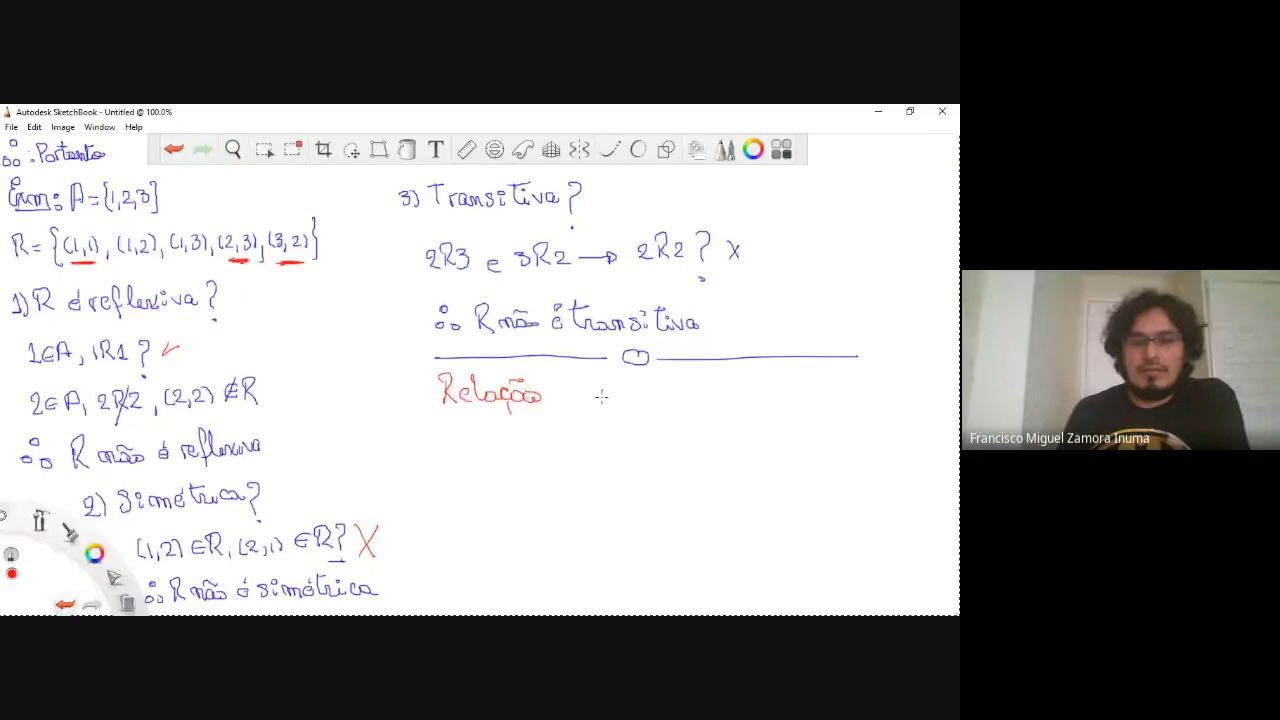 Autodesk SketchBook - Untitled @ 100.0%
File Edit Image Window Help
∴ : Portanto
Exm: A = {1,2,3}
R = {(1,1), (1,2), (1,3), (2,3), (3,2)}
1) R é reflexiva?
1∈A, 1R1 ? ✓
2∈A, 2R̸2, (2,2) ∉ R
∴ R não é reflexiva
2) Simétrica?
(1,2) ∈ R, (2,1) ∈ R? X
∴ R não é simétrica
3) Transitiva?
2R3 e 3R2 → 2R2 ? X
∴ R não é transitiva
Relação
Francisco Miguel Zamora Inuma